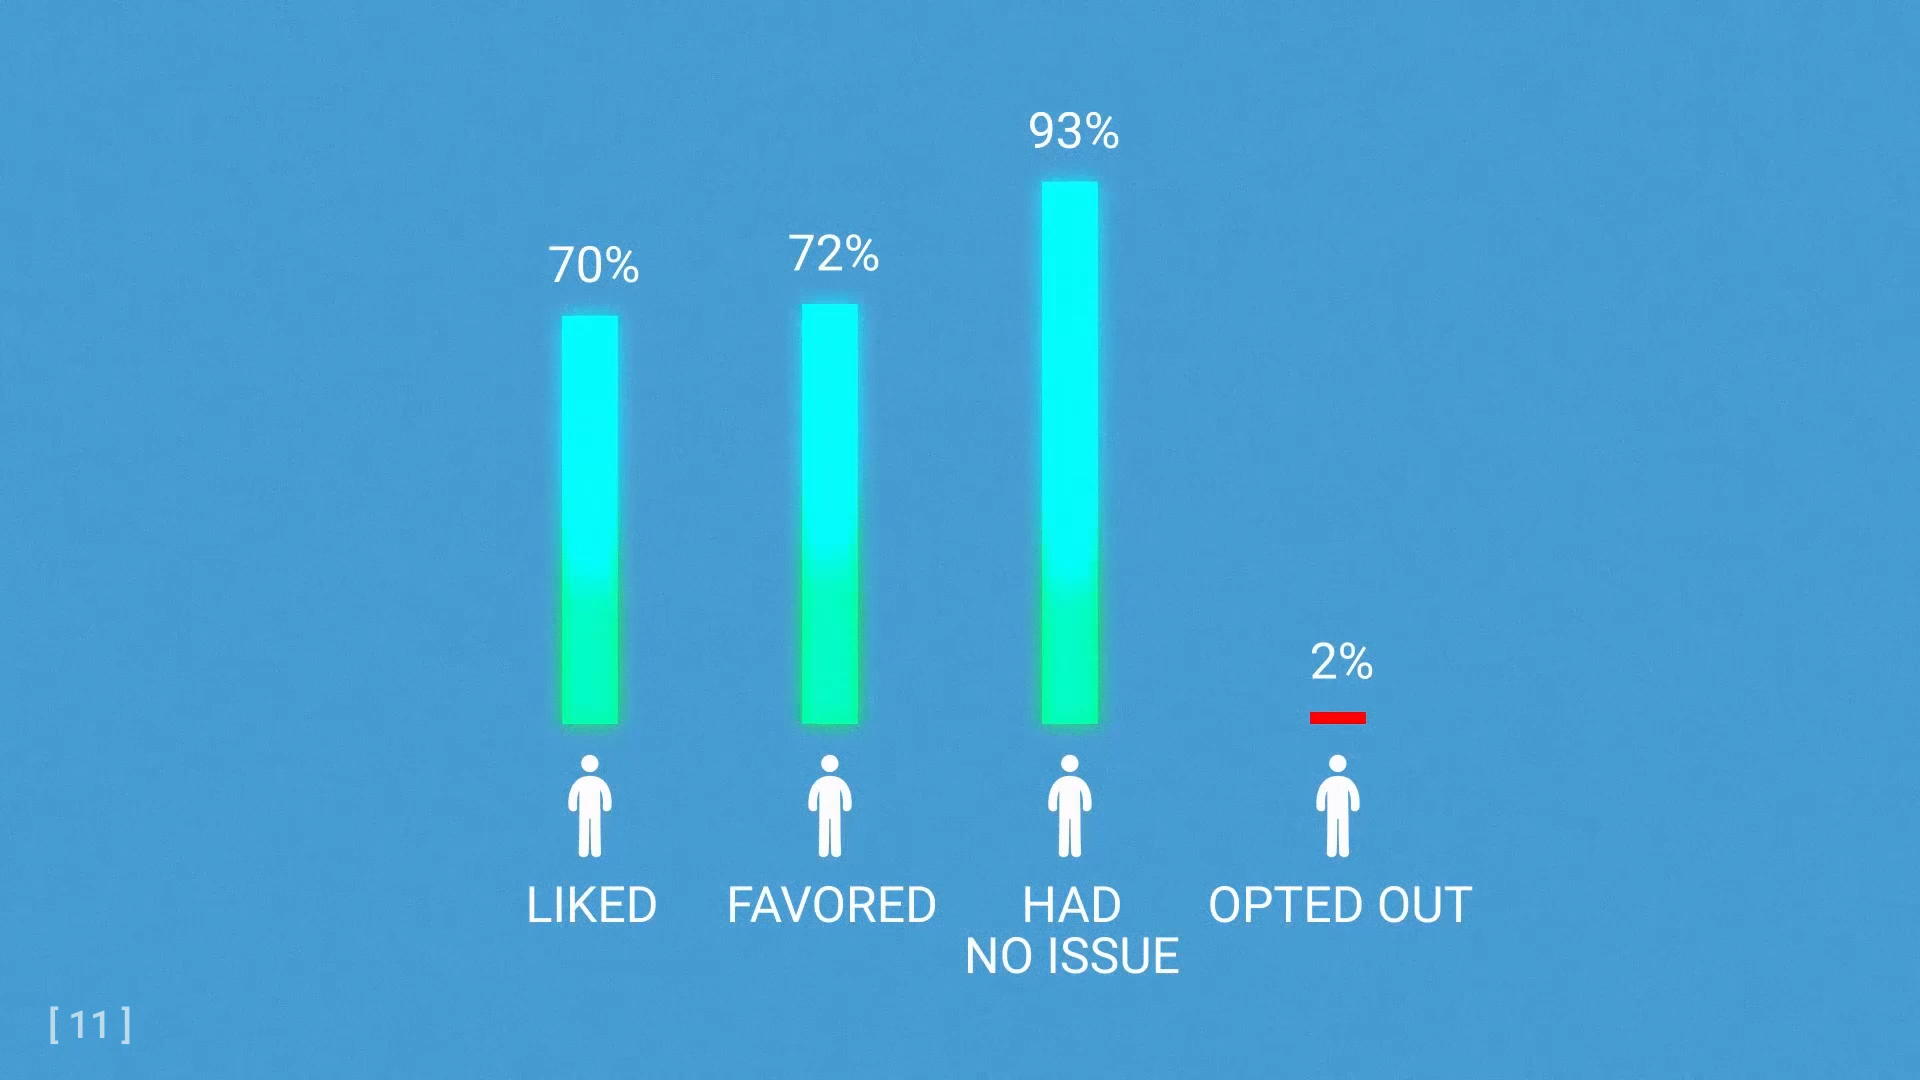 93%
72%
70%
2%
LIKED
FAVORED
HAD
NO ISSUE
OPTED OUT
[ 11 ]